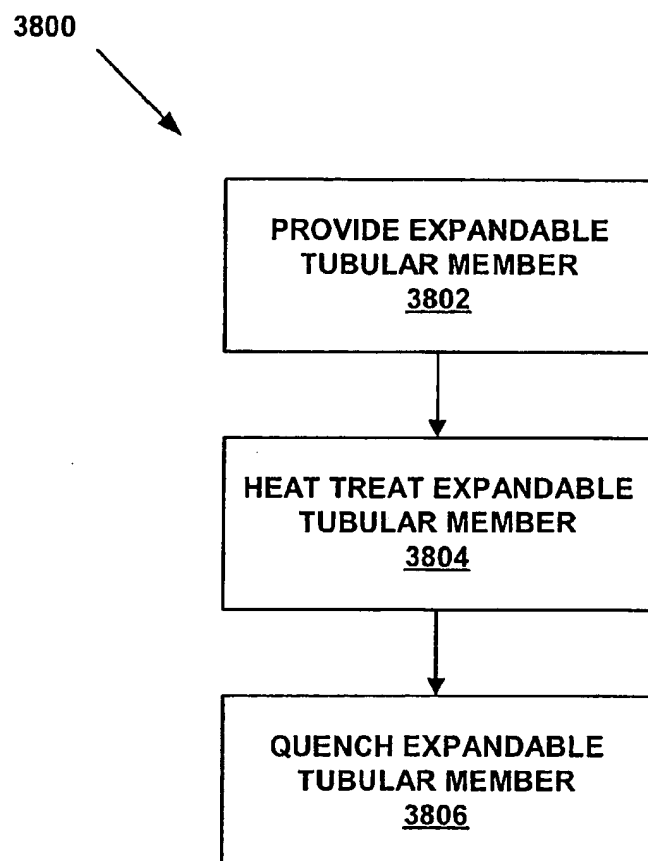 3800
PROVIDE EXPANDABLE
TUBULAR MEMBER
3802
HEAT TREAT EXPANDABLE
TUBULAR MEMBER
3804
QUENCH EXPANDABLE
TUBULAR MEMBER
3806